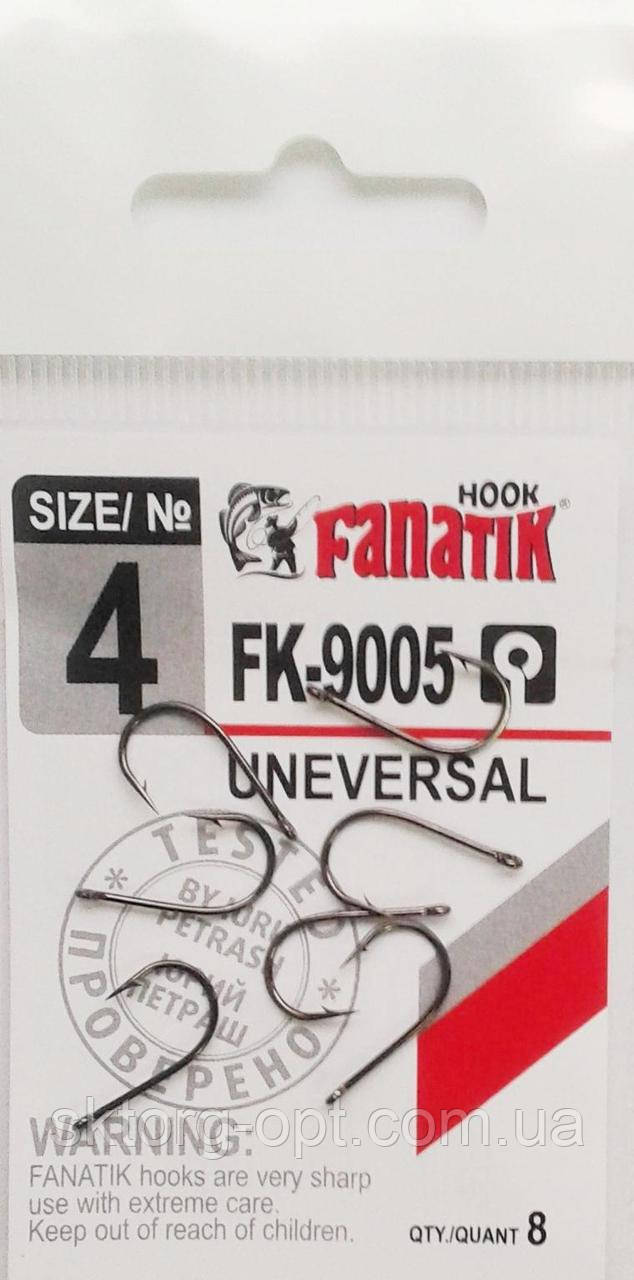 SIZE/ №
4
HOOK
FANATIK®
FK-9005
UNEVERSAL
TESTED
BY IURII
PETRASH
ЮРИЙ
ПЕТРАШ
ПРОВЕРЕНО
sktorg-opt.com.ua
WARNING:
FANATIK hooks are very sharp
use with extreme care.
Keep out of reach of children.
QTY./QUANT 8